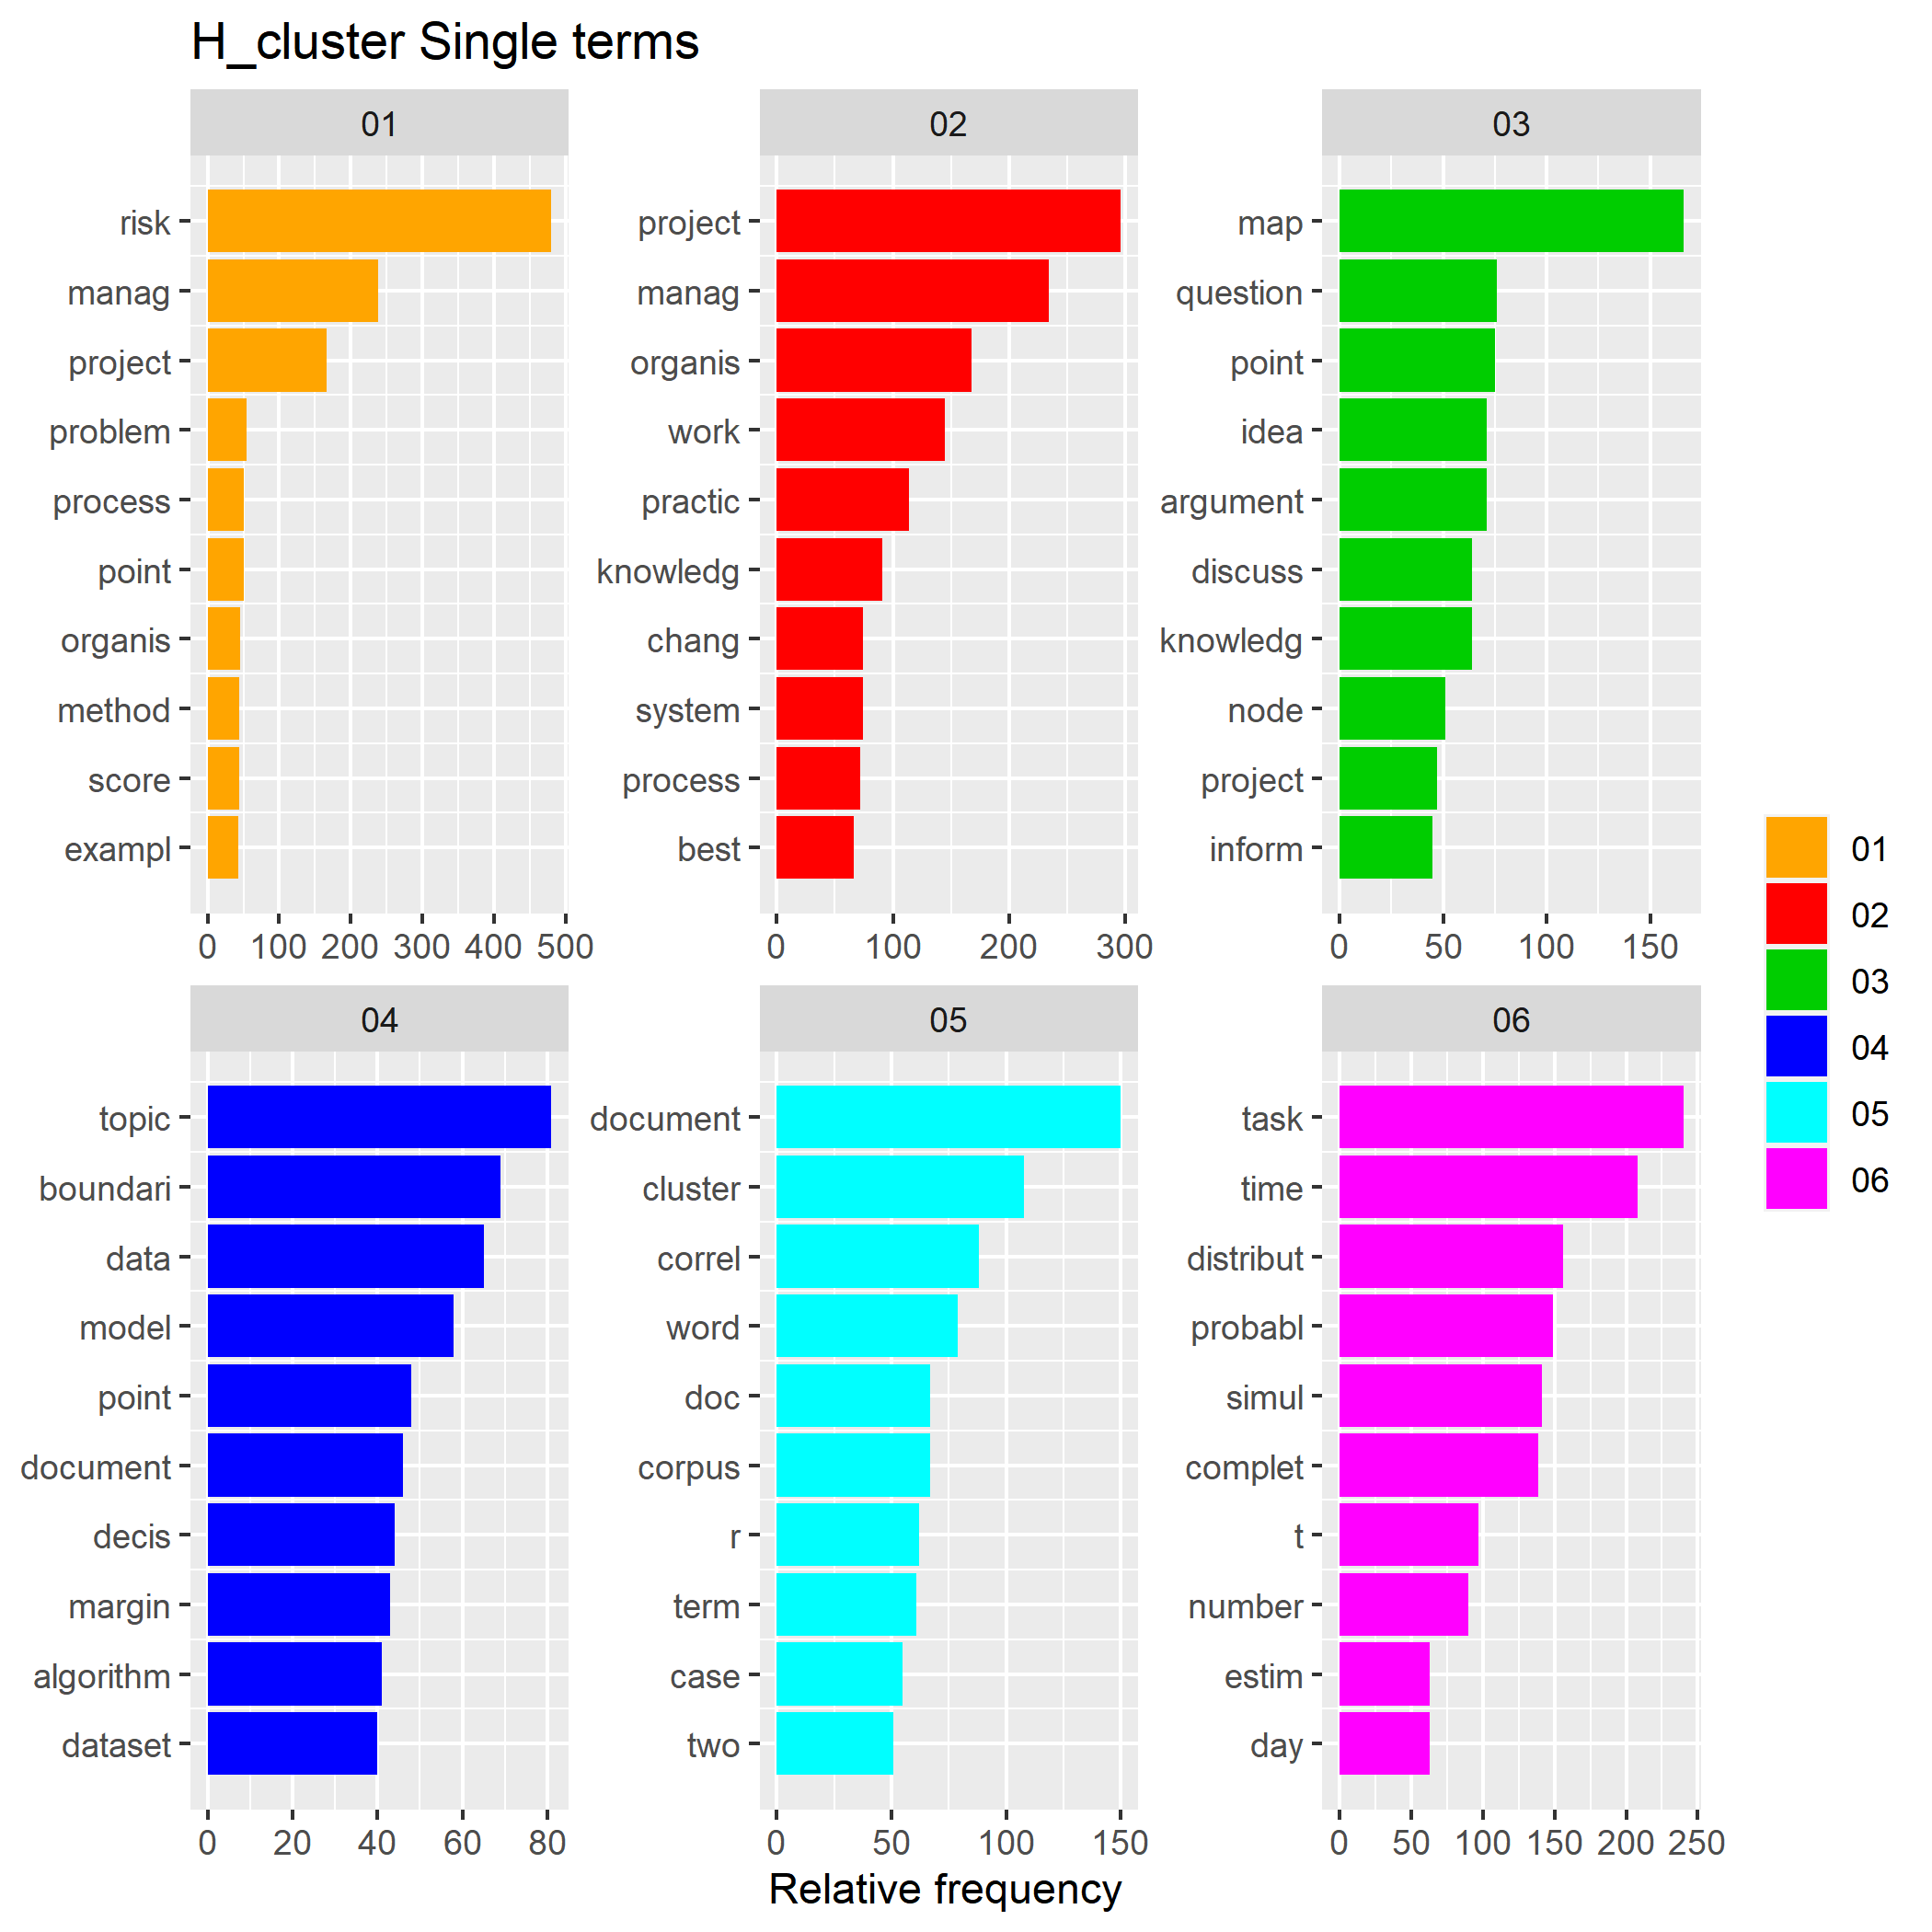 H_cluster Single terms
01
risk
manag
project
problem
process
point
organis
method
score
exampl
0 100 200 300 400 500
02
project
manag
organis
work
practic
knowledg
chang
system
process
best
0 100 200 300
03
map
question
point
idea
argument
discuss
knowledg
node
project
inform
0 50 100 150
04
topic
boundari
data
model
point
document
decis
margin
algorithm
dataset
0 20 40 60 80
05
document
cluster
correl
word
doc
corpus
r
term
case
two
0 50 100 150
06
task
time
distribut
probabl
simul
complet
t
number
estim
day
0 50 100 150 200 250
Relative frequency
01
02
03
04
05
06